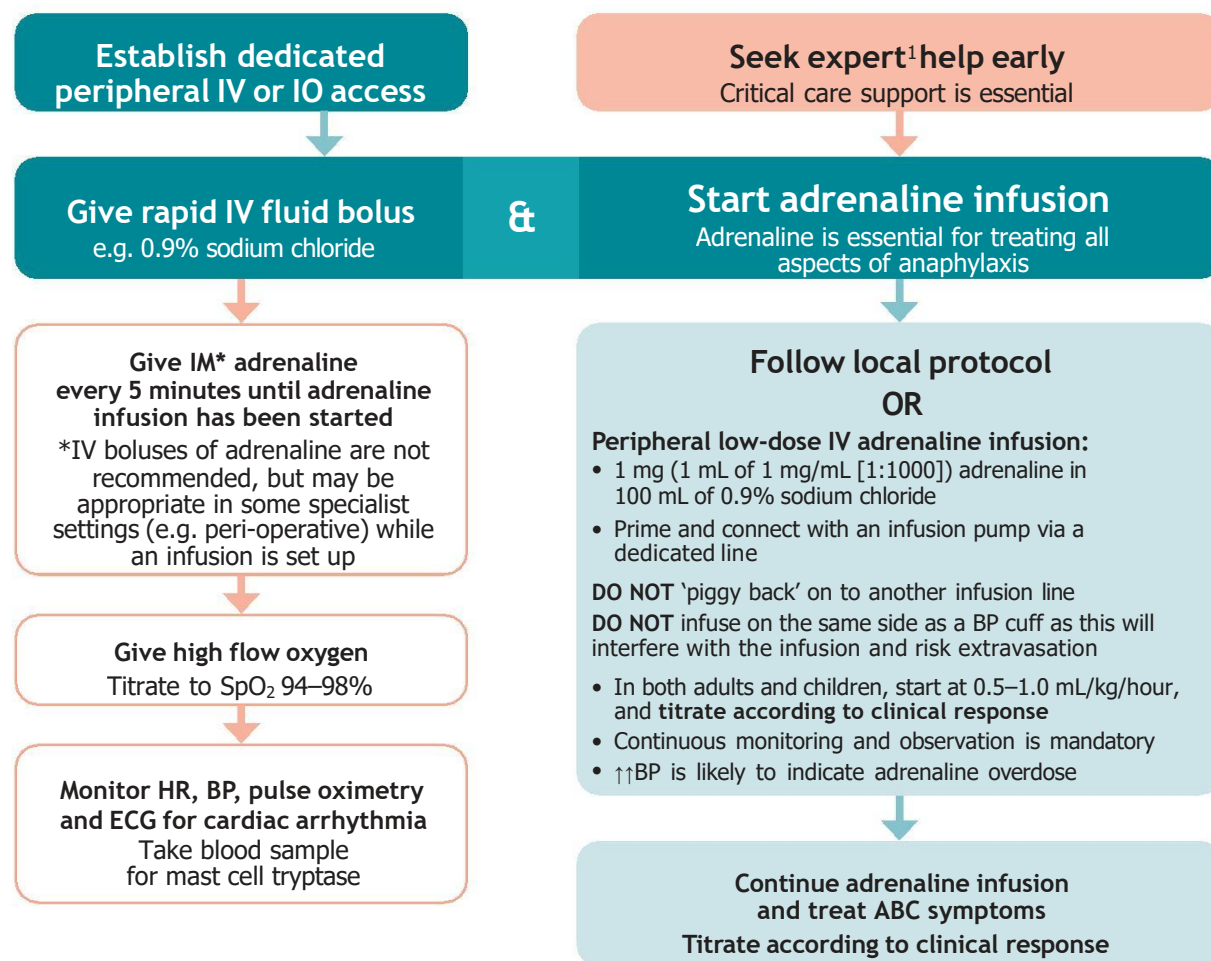 Establish dedicated
peripheral IV or IO access
Seek expert¹ help early
Critical care support is essential
Give rapid IV fluid bolus
e.g. 0.9% sodium chloride
&
Start adrenaline infusion
Adrenaline is essential for treating all
aspects of anaphylaxis
Give IM* adrenaline
every 5 minutes until adrenaline
infusion has been started
*IV boluses of adrenaline are not
recommended, but may be
appropriate in some specialist
settings (e.g. peri-operative) while
an infusion is set up
Give high flow oxygen
Titrate to SpO₂ 94–98%
Monitor HR, BP, pulse oximetry
and ECG for cardiac arrhythmia
Take blood sample
for mast cell tryptase
Follow local protocol
OR
Peripheral low-dose IV adrenaline infusion:
• 1 mg (1 mL of 1 mg/mL [1:1000]) adrenaline in
100 mL of 0.9% sodium chloride
• Prime and connect with an infusion pump via a
dedicated line
DO NOT ‘piggy back’ on to another infusion line
DO NOT infuse on the same side as a BP cuff as this will
interfere with the infusion and risk extravasation
• In both adults and children, start at 0.5–1.0 mL/kg/hour,
and titrate according to clinical response
• Continuous monitoring and observation is mandatory
• ↑↑BP is likely to indicate adrenaline overdose
Continue adrenaline infusion
and treat ABC symptoms
Titrate according to clinical response